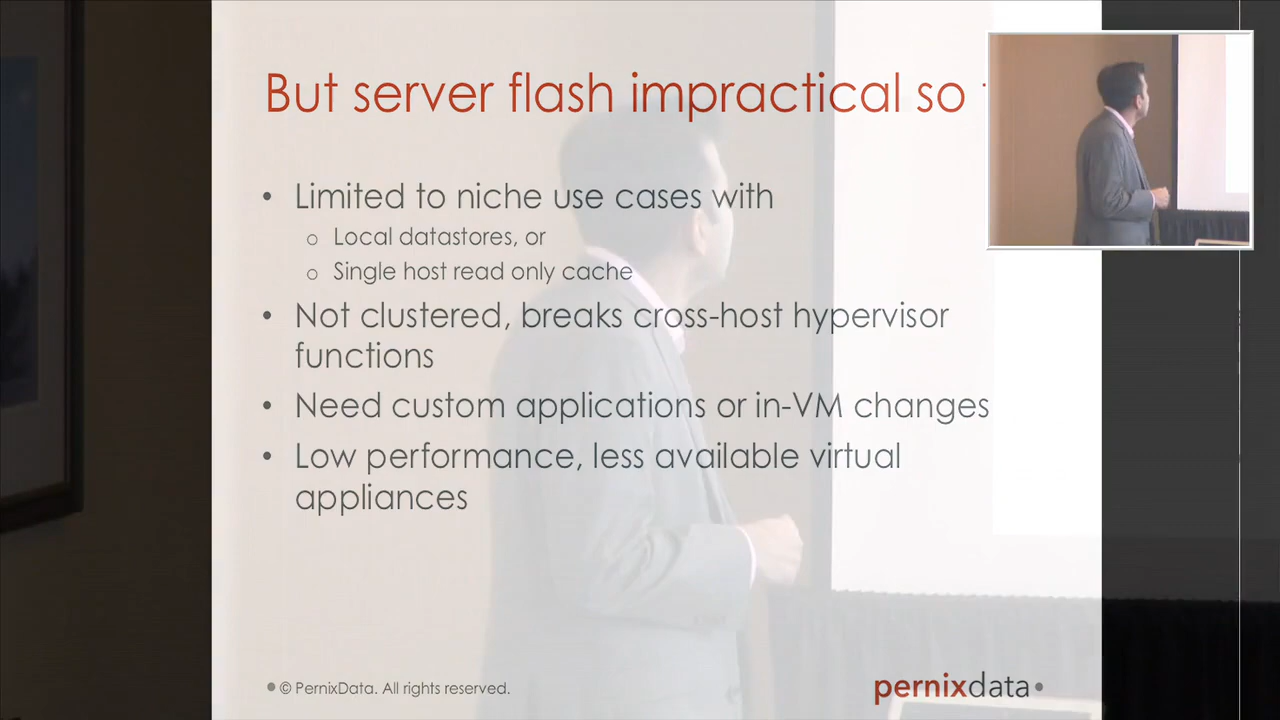 But server flash impractical so
• Limited to niche use cases with
o Local datastores, or
o Single host read only cache
• Not clustered, breaks cross-host hypervisor
functions
• Need custom applications or in-VM changes
• Low performance, less available virtual
appliances
© PernixData. All rights reserved.
pernixdata